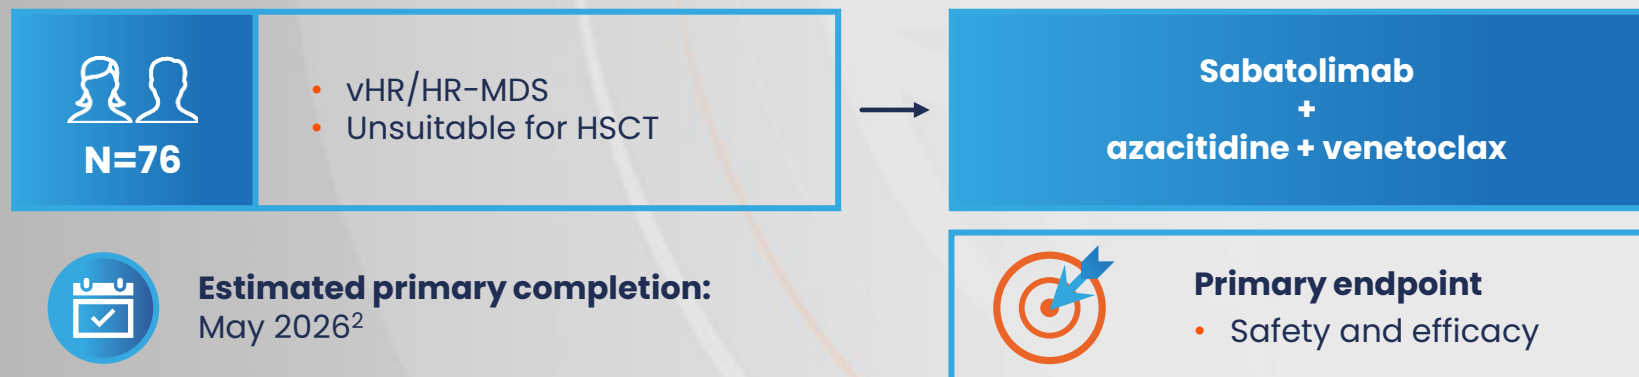 N=76
• vHR/HR-MDS
• Unsuitable for HSCT
Sabatolimab
+
azacitidine + venetoclax
Estimated primary completion:
May 2026²
Primary endpoint
• Safety and efficacy